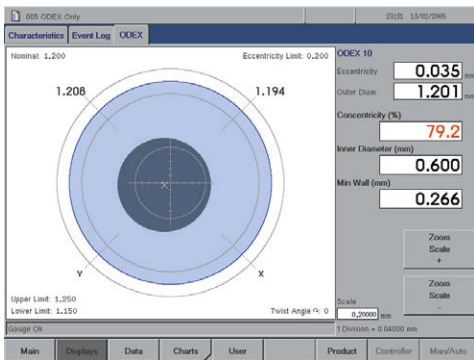 005 ODEX Only
23:31 13/02/2005
Characteristics Event Log ODEX
Nominal: 1.200
Eccentricity Limit: 0.200
1.208
1.194
Y
X
Upper Limit: 1.250
Lower Limit: 1.150
Twist Angle ↷: 0
Gauge Ok
ODEX 10
Eccentricity 0.035 mm
Outer Diam 1.201 mm
Concentricity (%)
79.2
Inner Diameter (mm)
0.600
Min Wall (mm)
0.266
Zoom
Scale
+
Zoom
Scale
-
Scale
0,20000 mm
1 Division = 0.04000 mm
Main Displays Data Charts User Product Controller Man/Auto